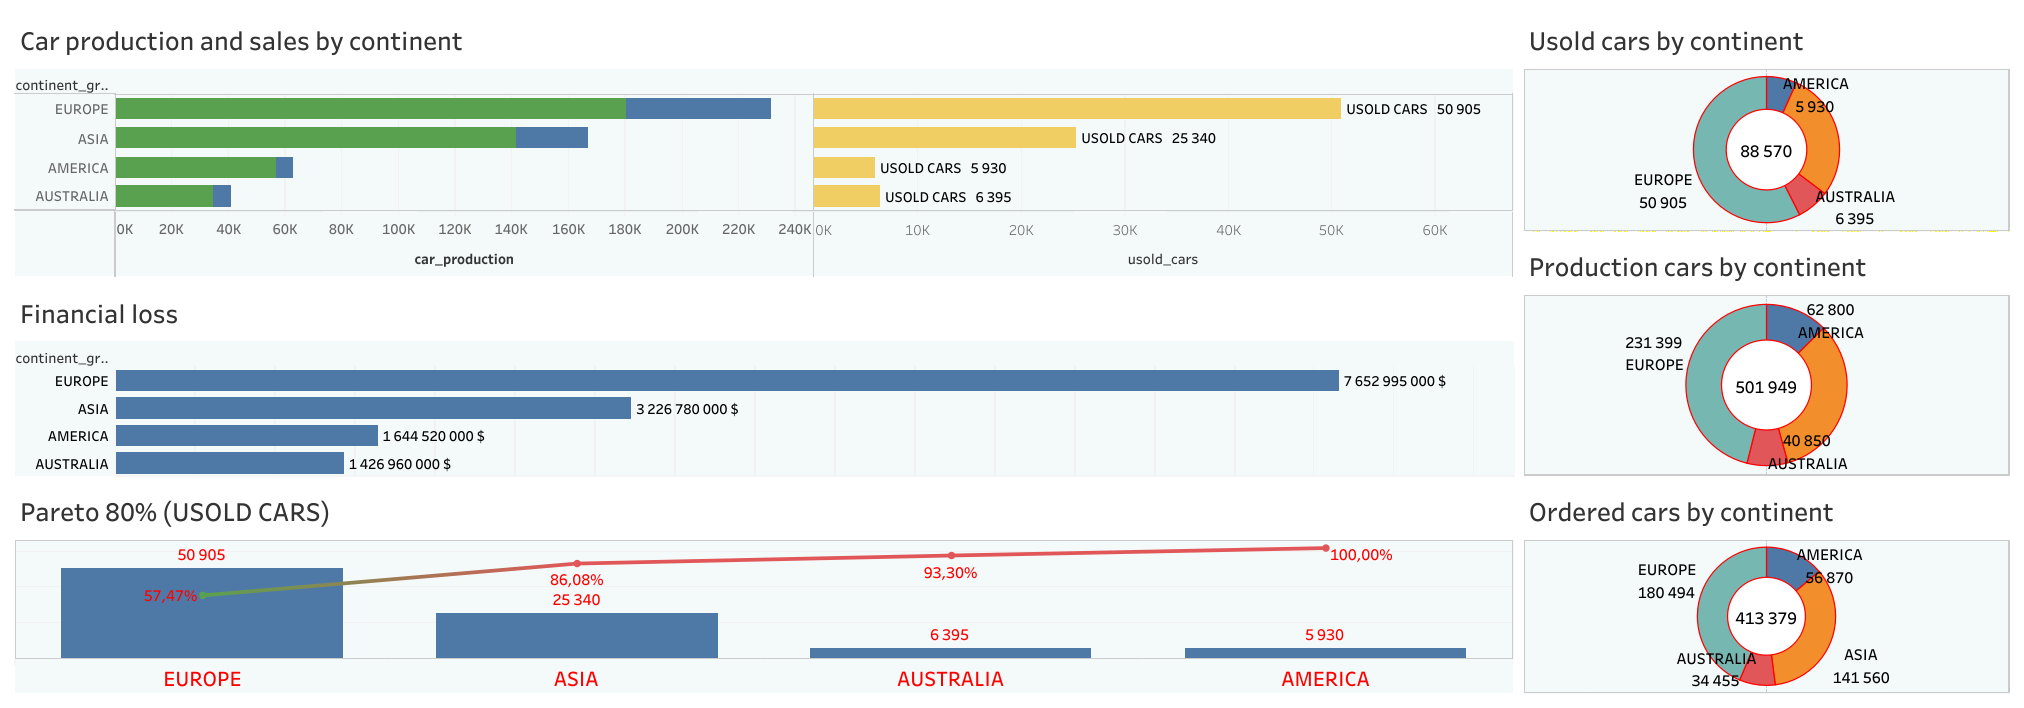 Car production and sales by continent
continent_gr..
EUROPE
ASIA
AMERICA
AUSTRALIA
USOLD CARS 50 905
USOLD CARS 25 340
USOLD CARS 5 930
USOLD CARS 6 395
0K 20K 40K 60K 80K 100K 120K 140K 160K 180K 200K 220K 240K
0K 10K 20K 30K 40K 50K 60K
car_production
usold_cars
Financial loss
continent_gr..
EUROPE 7 652 995 000 $
ASIA 3 226 780 000 $
AMERICA 1 644 520 000 $
AUSTRALIA 1 426 960 000 $
Pareto 80% (USOLD CARS)
50 905
57,47%
86,08%
25 340
93,30%
6 395
100,00%
5 930
EUROPE
ASIA
AUSTRALIA
AMERICA
Usold cars by continent
AMERICA
5 930
88 570
EUROPE
50 905
AUSTRALIA
6 395
Production cars by continent
62 800
AMERICA
231 399
EUROPE
501 949
40 850
AUSTRALIA
Ordered cars by continent
AMERICA
56 870
EUROPE
180 494
413 379
AUSTRALIA
34 455
ASIA
141 560